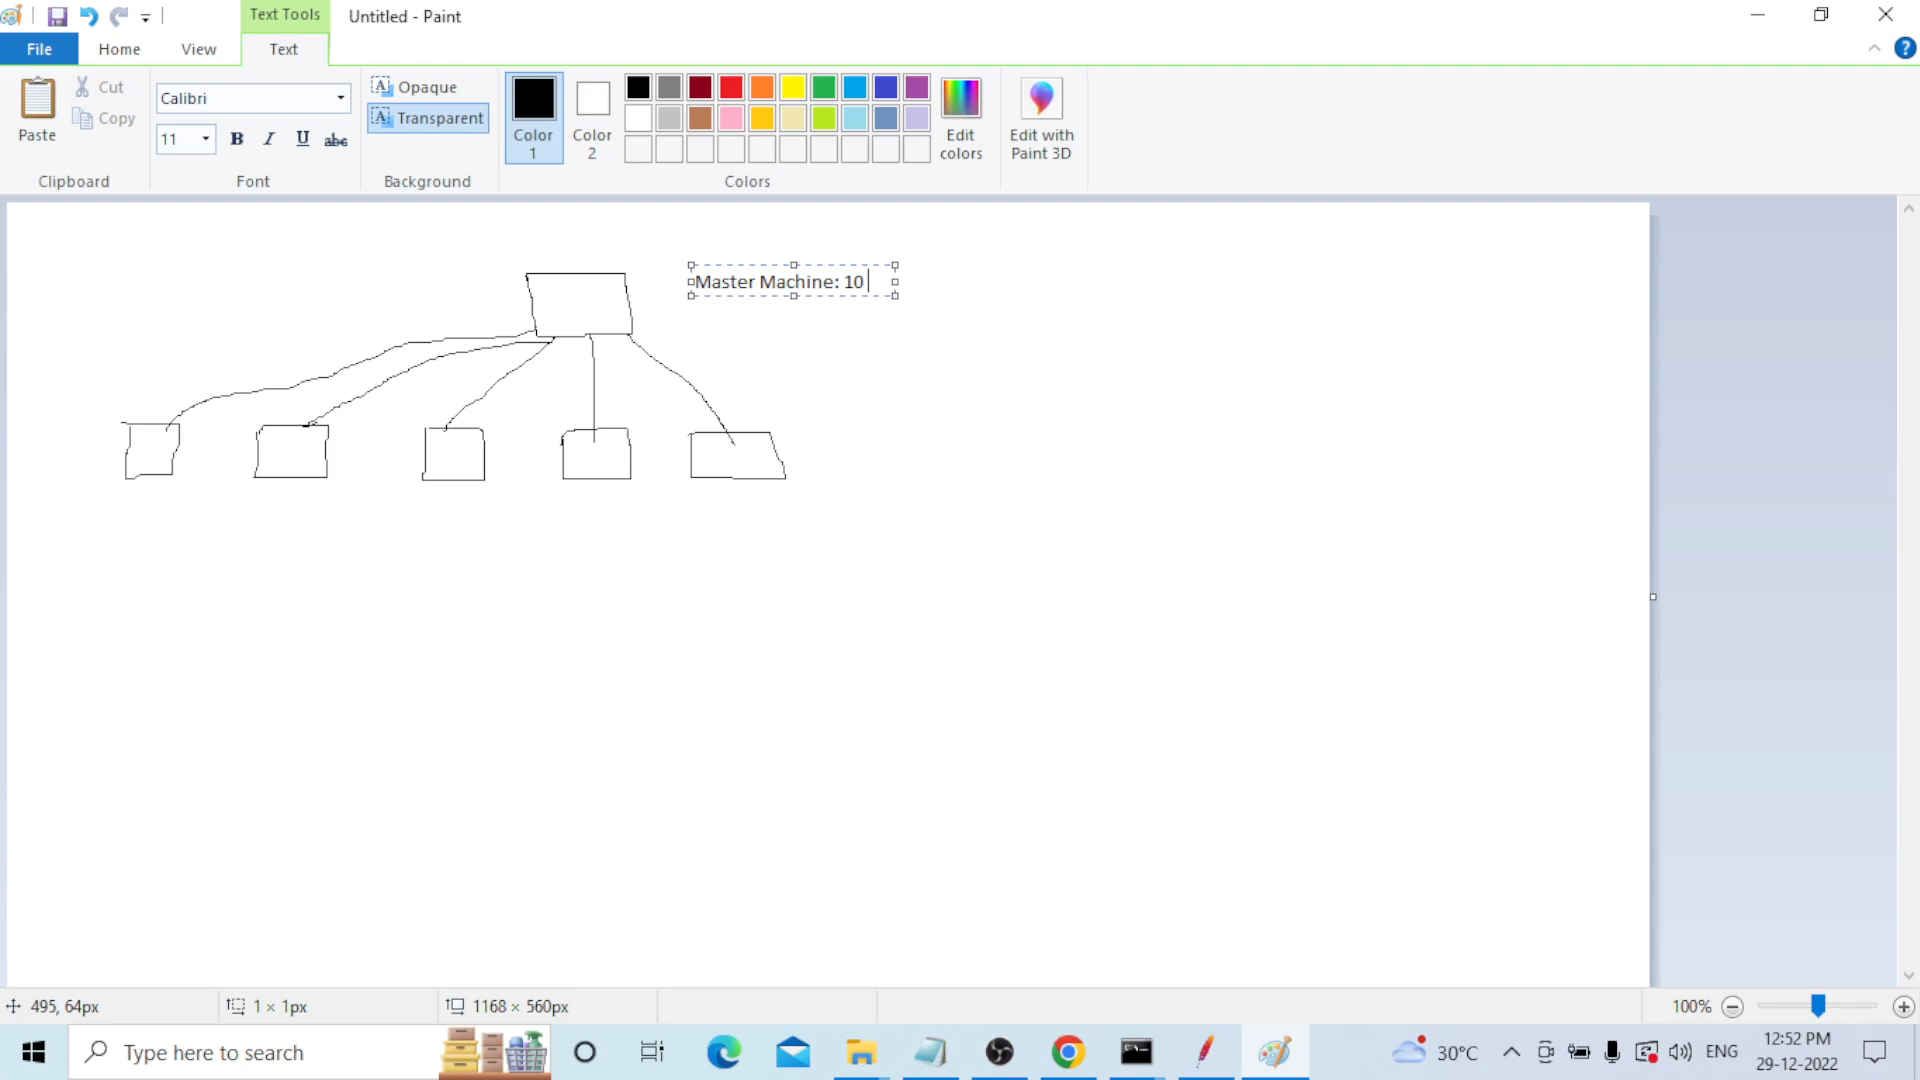 Text Tools
Untitled - Paint
File
Home
View
Text
Paste
Cut
Copy
Clipboard
Calibri
11
B I U abc
Font
Opaque
Transparent
Background
Color 1
Color 2
Edit colors
Colors
Edit with Paint 3D
Master Machine: 10
495, 64px
1 × 1px
1168 × 560px
100%
Type here to search
30°C
ENG
12:52 PM
29-12-2022